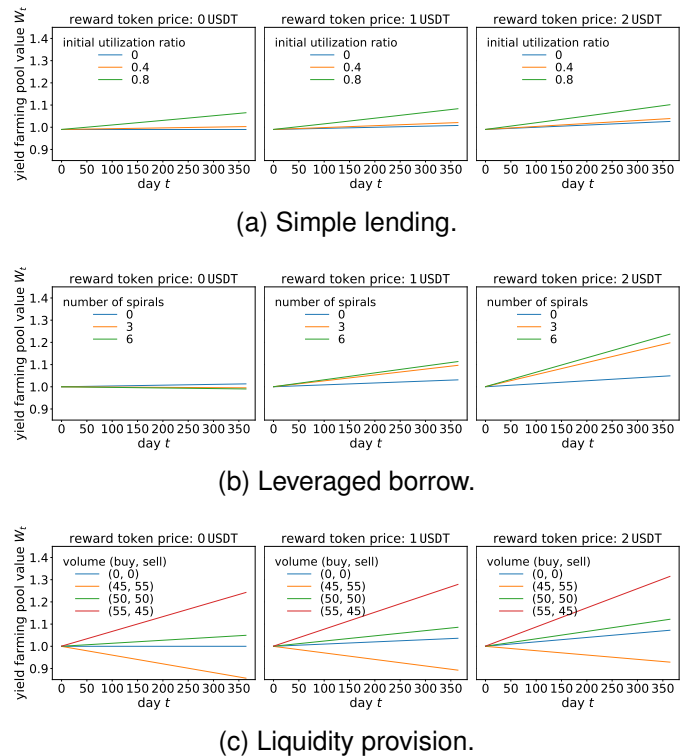 reward token price: 0 USDT
reward token price: 1 USDT
reward token price: 2 USDT
yield farming pool value Wₜ
1.4
1.3
1.2
1.1
1.0
0.9
initial utilization ratio
0
0.4
0.8
initial utilization ratio
0
0.4
0.8
initial utilization ratio
0
0.4
0.8
0 50 100 150 200 250 300 350
0 50 100 150 200 250 300 350
0 50 100 150 200 250 300 350
day t
day t
day t
(a) Simple lending.
reward token price: 0 USDT
reward token price: 1 USDT
reward token price: 2 USDT
yield farming pool value Wₜ
1.4
1.3
1.2
1.1
1.0
0.9
number of spirals
0
3
6
number of spirals
0
3
6
number of spirals
0
3
6
0 50 100 150 200 250 300 350
0 50 100 150 200 250 300 350
0 50 100 150 200 250 300 350
day t
day t
day t
(b) Leveraged borrow.
reward token price: 0 USDT
reward token price: 1 USDT
reward token price: 2 USDT
yield farming pool value Wₜ
1.4
1.3
1.2
1.1
1.0
0.9
volume (buy, sell)
(0, 0)
(45, 55)
(50, 50)
(55, 45)
volume (buy, sell)
(0, 0)
(45, 55)
(50, 50)
(55, 45)
volume (buy, sell)
(0, 0)
(45, 55)
(50, 50)
(55, 45)
0 50 100 150 200 250 300 350
0 50 100 150 200 250 300 350
0 50 100 150 200 250 300 350
day t
day t
day t
(c) Liquidity provision.